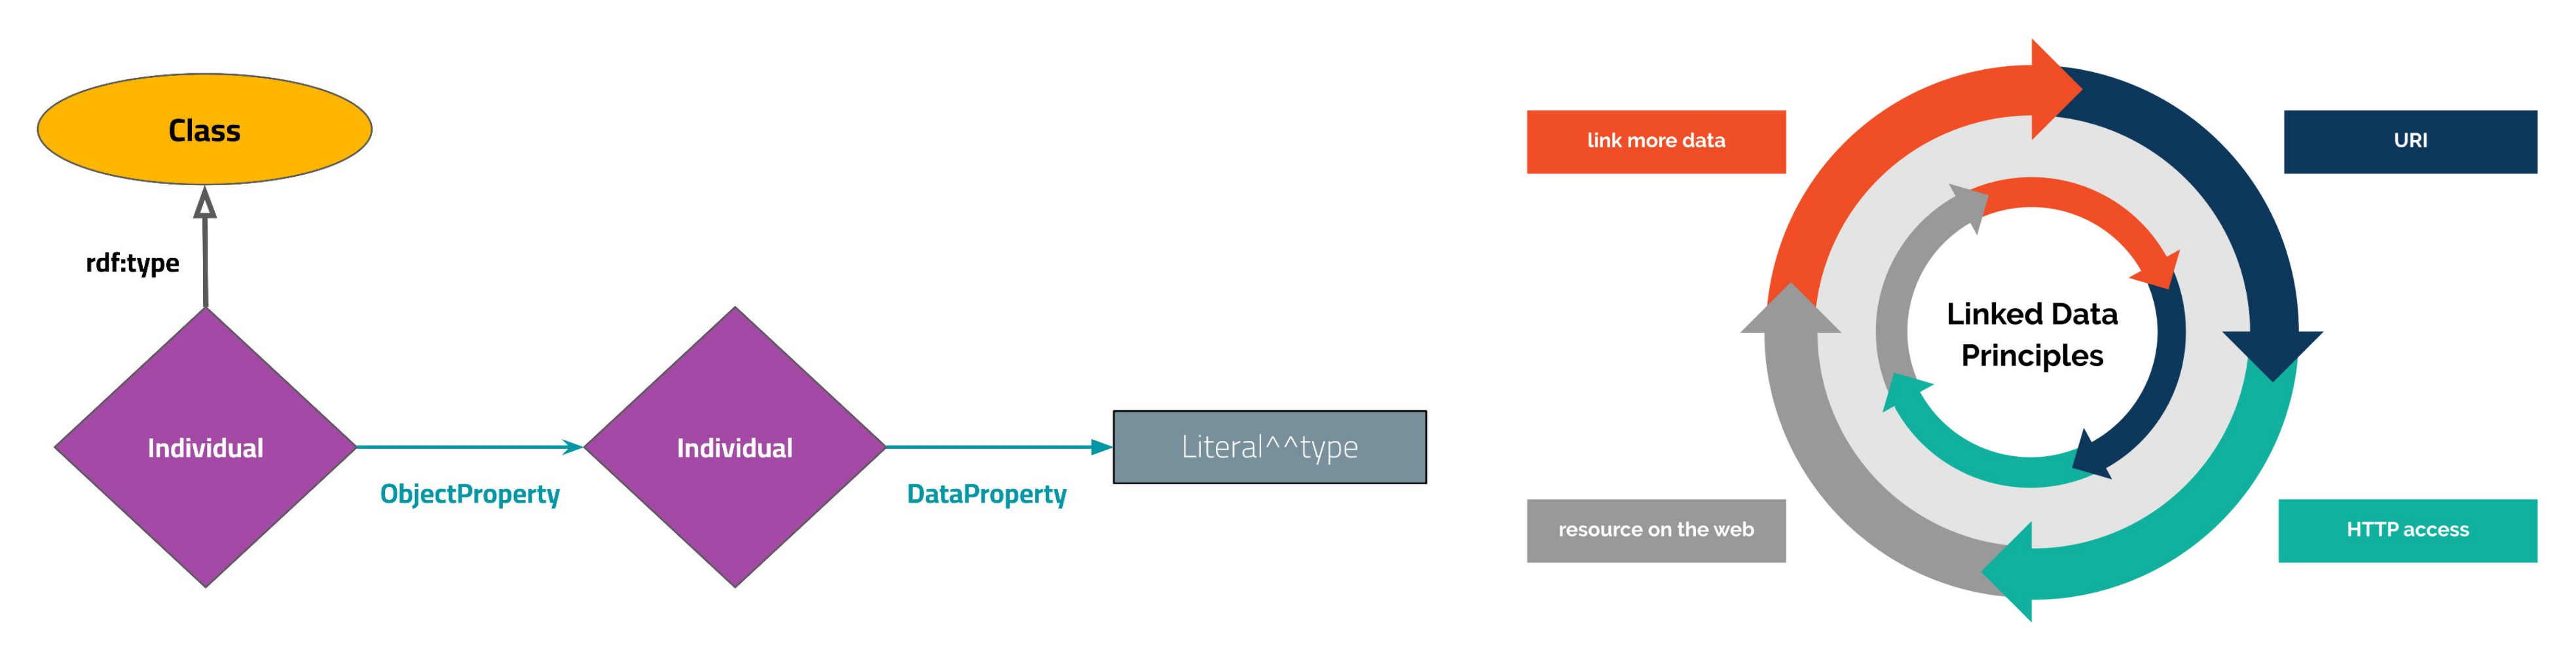 Class
rdf:type
Individual
ObjectProperty
Individual
DataProperty
Literal^^type
link more data
URI
Linked Data
Principles
resource on the web
HTTP access